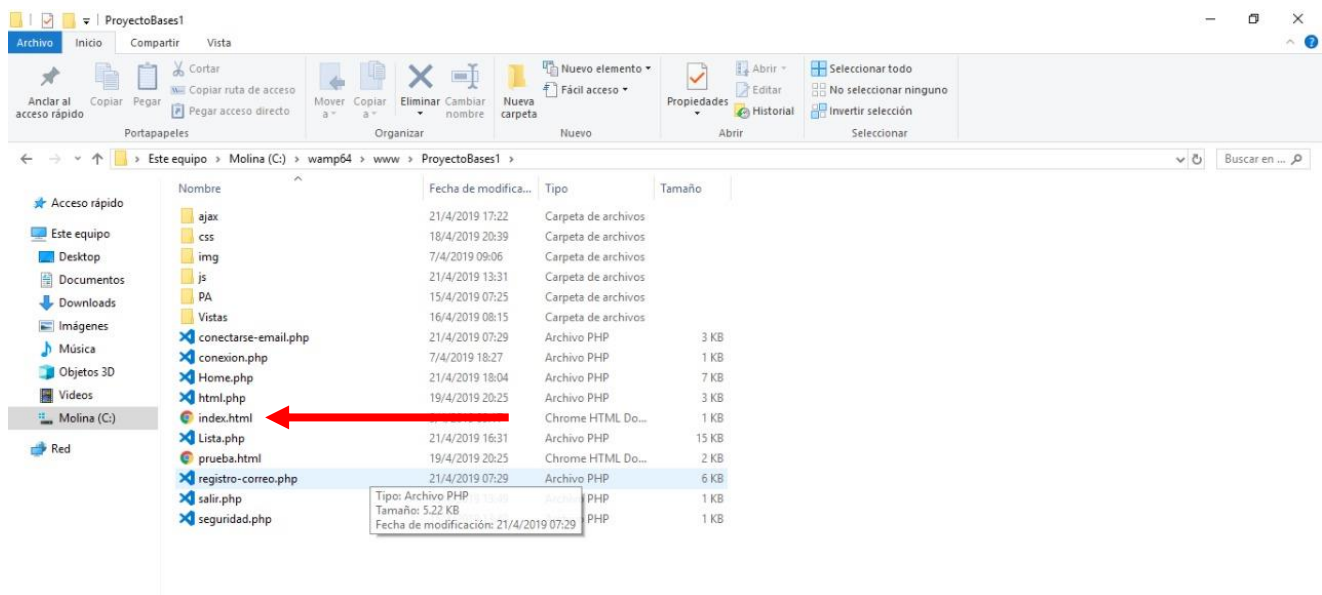 ProyectoBases1
Archivo Inicio Compartir Vista
Anclar al acceso rápido
Copiar
Pegar
Cortar
Copiar ruta de acceso
Pegar acceso directo
Mover a
Copiar a
Eliminar
Cambiar nombre
Nueva carpeta
Nuevo elemento
Fácil acceso
Propiedades
Abrir
Editar
Historial
Seleccionar todo
No seleccionar ninguno
Invertir selección
Portapapeles Organizar Nuevo Abrir Seleccionar
Este equipo > Molina (C:) > wamp64 > www > ProyectoBases1 >
Buscar en ...
Acceso rápido
Este equipo
Desktop
Documentos
Downloads
Imágenes
Música
Objetos 3D
Videos
Molina (C:)
Red
Nombre Fecha de modifica... Tipo Tamaño
ajax 21/4/2019 17:22 Carpeta de archivos
css 18/4/2019 20:39 Carpeta de archivos
img 7/4/2019 09:06 Carpeta de archivos
js 21/4/2019 13:31 Carpeta de archivos
PA 15/4/2019 07:25 Carpeta de archivos
Vistas 16/4/2019 08:15 Carpeta de archivos
conectarse-email.php 21/4/2019 07:29 Archivo PHP 3 KB
conexion.php 7/4/2019 18:27 Archivo PHP 1 KB
Home.php 21/4/2019 18:04 Archivo PHP 7 KB
html.php 19/4/2019 20:25 Archivo PHP 3 KB
index.html Chrome HTML Do... 1 KB
Lista.php 21/4/2019 16:31 Archivo PHP 15 KB
prueba.html 19/4/2019 20:25 Chrome HTML Do... 2 KB
registro-correo.php 21/4/2019 07:29 Archivo PHP 6 KB
salir.php PHP 1 KB
seguridad.php PHP 1 KB
Tipo: Archivo PHP
Tamaño: 5.22 KB
Fecha de modificación: 21/4/2019 07:29